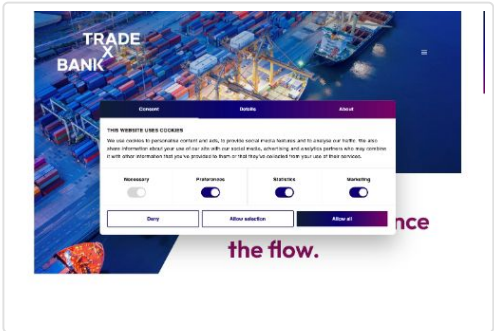 TRADE
X
BANK
Consent Details About
THIS WEBSITE USES COOKIES
We use cookies to personalise content and ads, to provide social media features and to analyse our traffic. We also
share information about your use of our site with our social media, advertising and analytics partners who may combine
it with other information that you've provided to them or that they've collected from your use of their services.
Necessary Preferences Statistics Marketing
Deny Allow selection Allow all
nce
the flow.